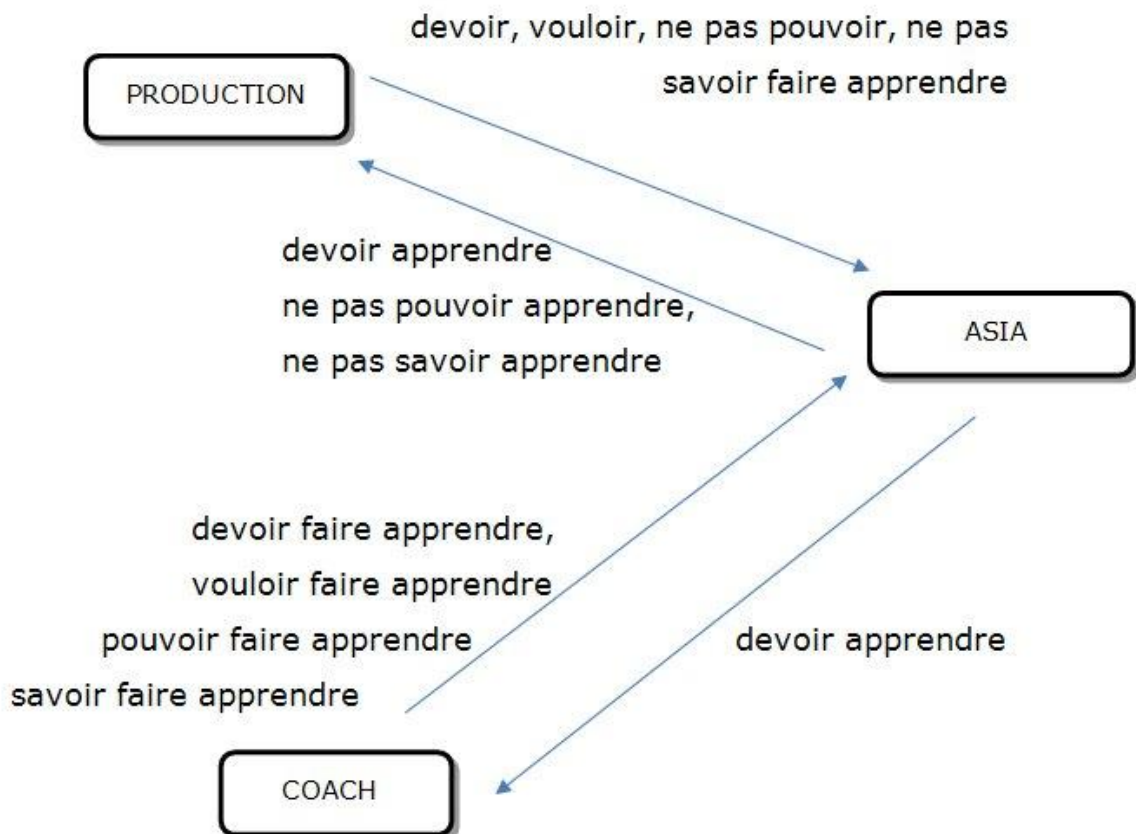 devoir, vouloir, ne pas pouvoir, ne pas
savoir faire apprendre
PRODUCTION
devoir apprendre
ne pas pouvoir apprendre,
ne pas savoir apprendre
ASIA
devoir faire apprendre,
vouloir faire apprendre
pouvoir faire apprendre
savoir faire apprendre
devoir apprendre
COACH